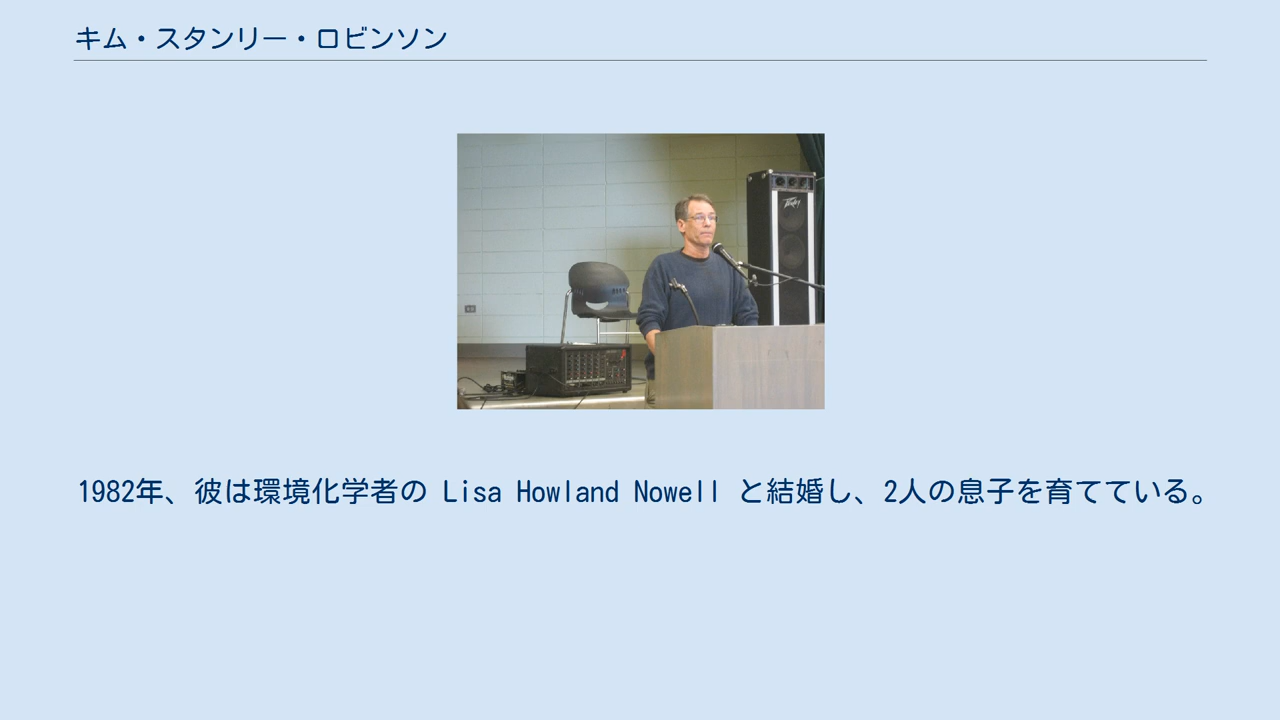 キム・スタンリー・ロビンソン
Peavey
1982年、彼は環境化学者の Lisa Howland Nowell と結婚し、2人の息子を育てている。